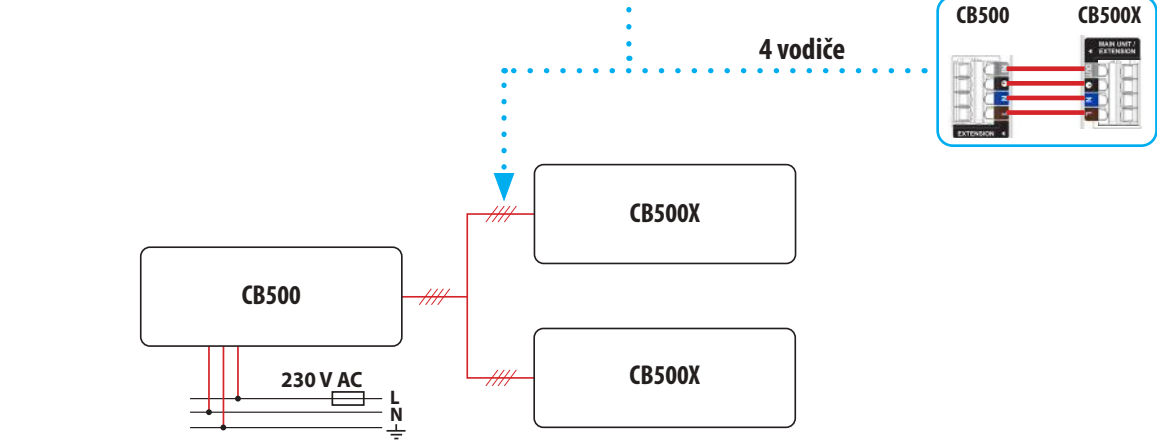 CB500 CB500X
4 vodiče
MAIN UNIT /
EXTENSION
N
N
L
L
EXTENSION
CB500X
CB500
CB500X
230 V AC
L
N